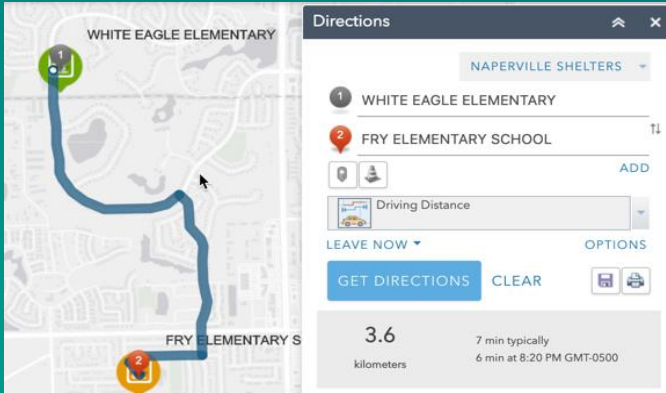 WHITE EAGLE ELEMENTARY
1
FRY ELEMENTARY S
2
Directions
NAPERVILLE SHELTERS
1 WHITE EAGLE ELEMENTARY
2 FRY ELEMENTARY SCHOOL
ADD
Driving Distance
LEAVE NOW
OPTIONS
GET DIRECTIONS
CLEAR
3.6
kilometers
7 min typically
6 min at 8:20 PM GMT-0500